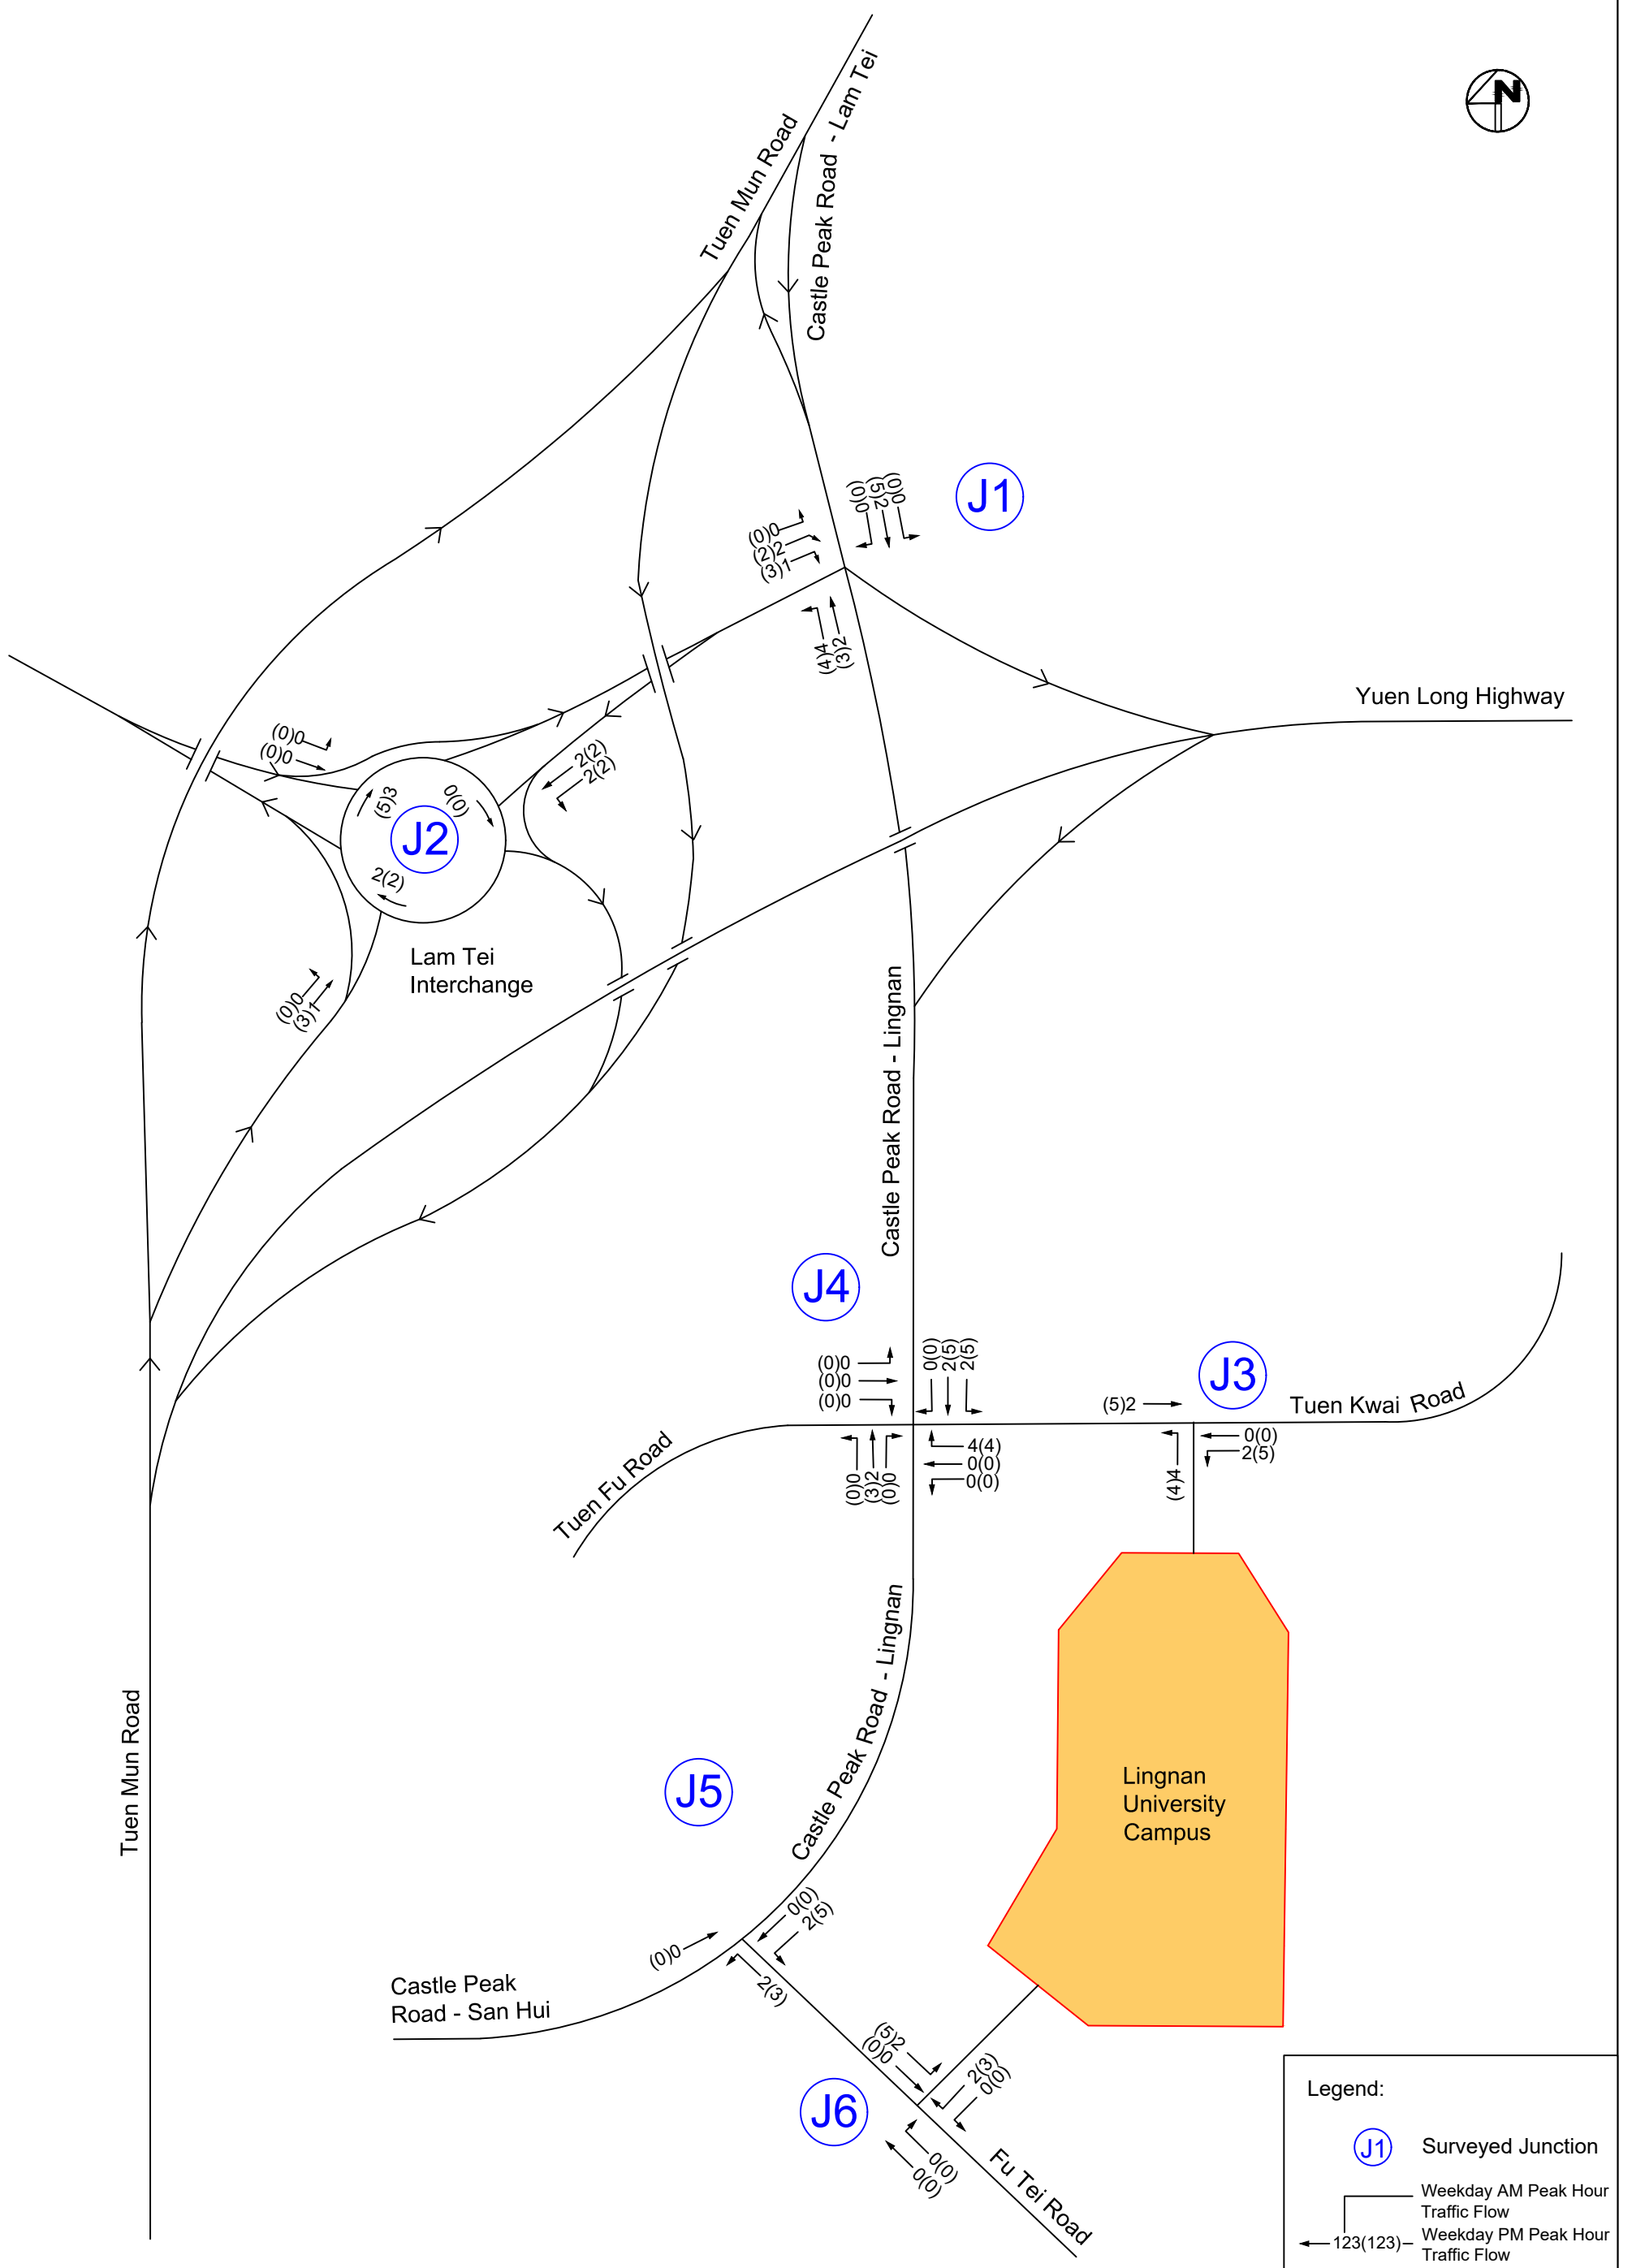 N
Tuen Mun Road
Castle Peak Road - Lam Tei
J1
(0)0
(5)2
(0)0
(0)0
(2)2
(3)1
(4)4
(3)2
Yuen Long Highway
(0)0
(0)0
2(2)
2(2)
(5)3
0(0)
J2
2(2)
Lam Tei
Interchange
(0)0
(3)1
Castle Peak Road - Lingnan
J4
(0)0
(0)0
(0)0
0(0)
2(5)
2(5)
J3
(5)2
Tuen Kwai Road
0(0)
2(5)
(4)4
4(4)
0(0)
0(0)
(0)0
(3)2
(0)0
Tuen Fu Road
Castle Peak Road - Lingnan
Tuen Mun Road
J5
Lingnan
University
Campus
(0)0
0(0)
2(5)
2(3)
Castle Peak
Road - San Hui
(5)2
(0)0
2(3)
0(0)
J6
0(0)
0(0)
Fu Tei Road
Legend:
J1
Surveyed Junction
Weekday AM Peak Hour
Traffic Flow
123(123)
Weekday PM Peak Hour
Traffic Flow